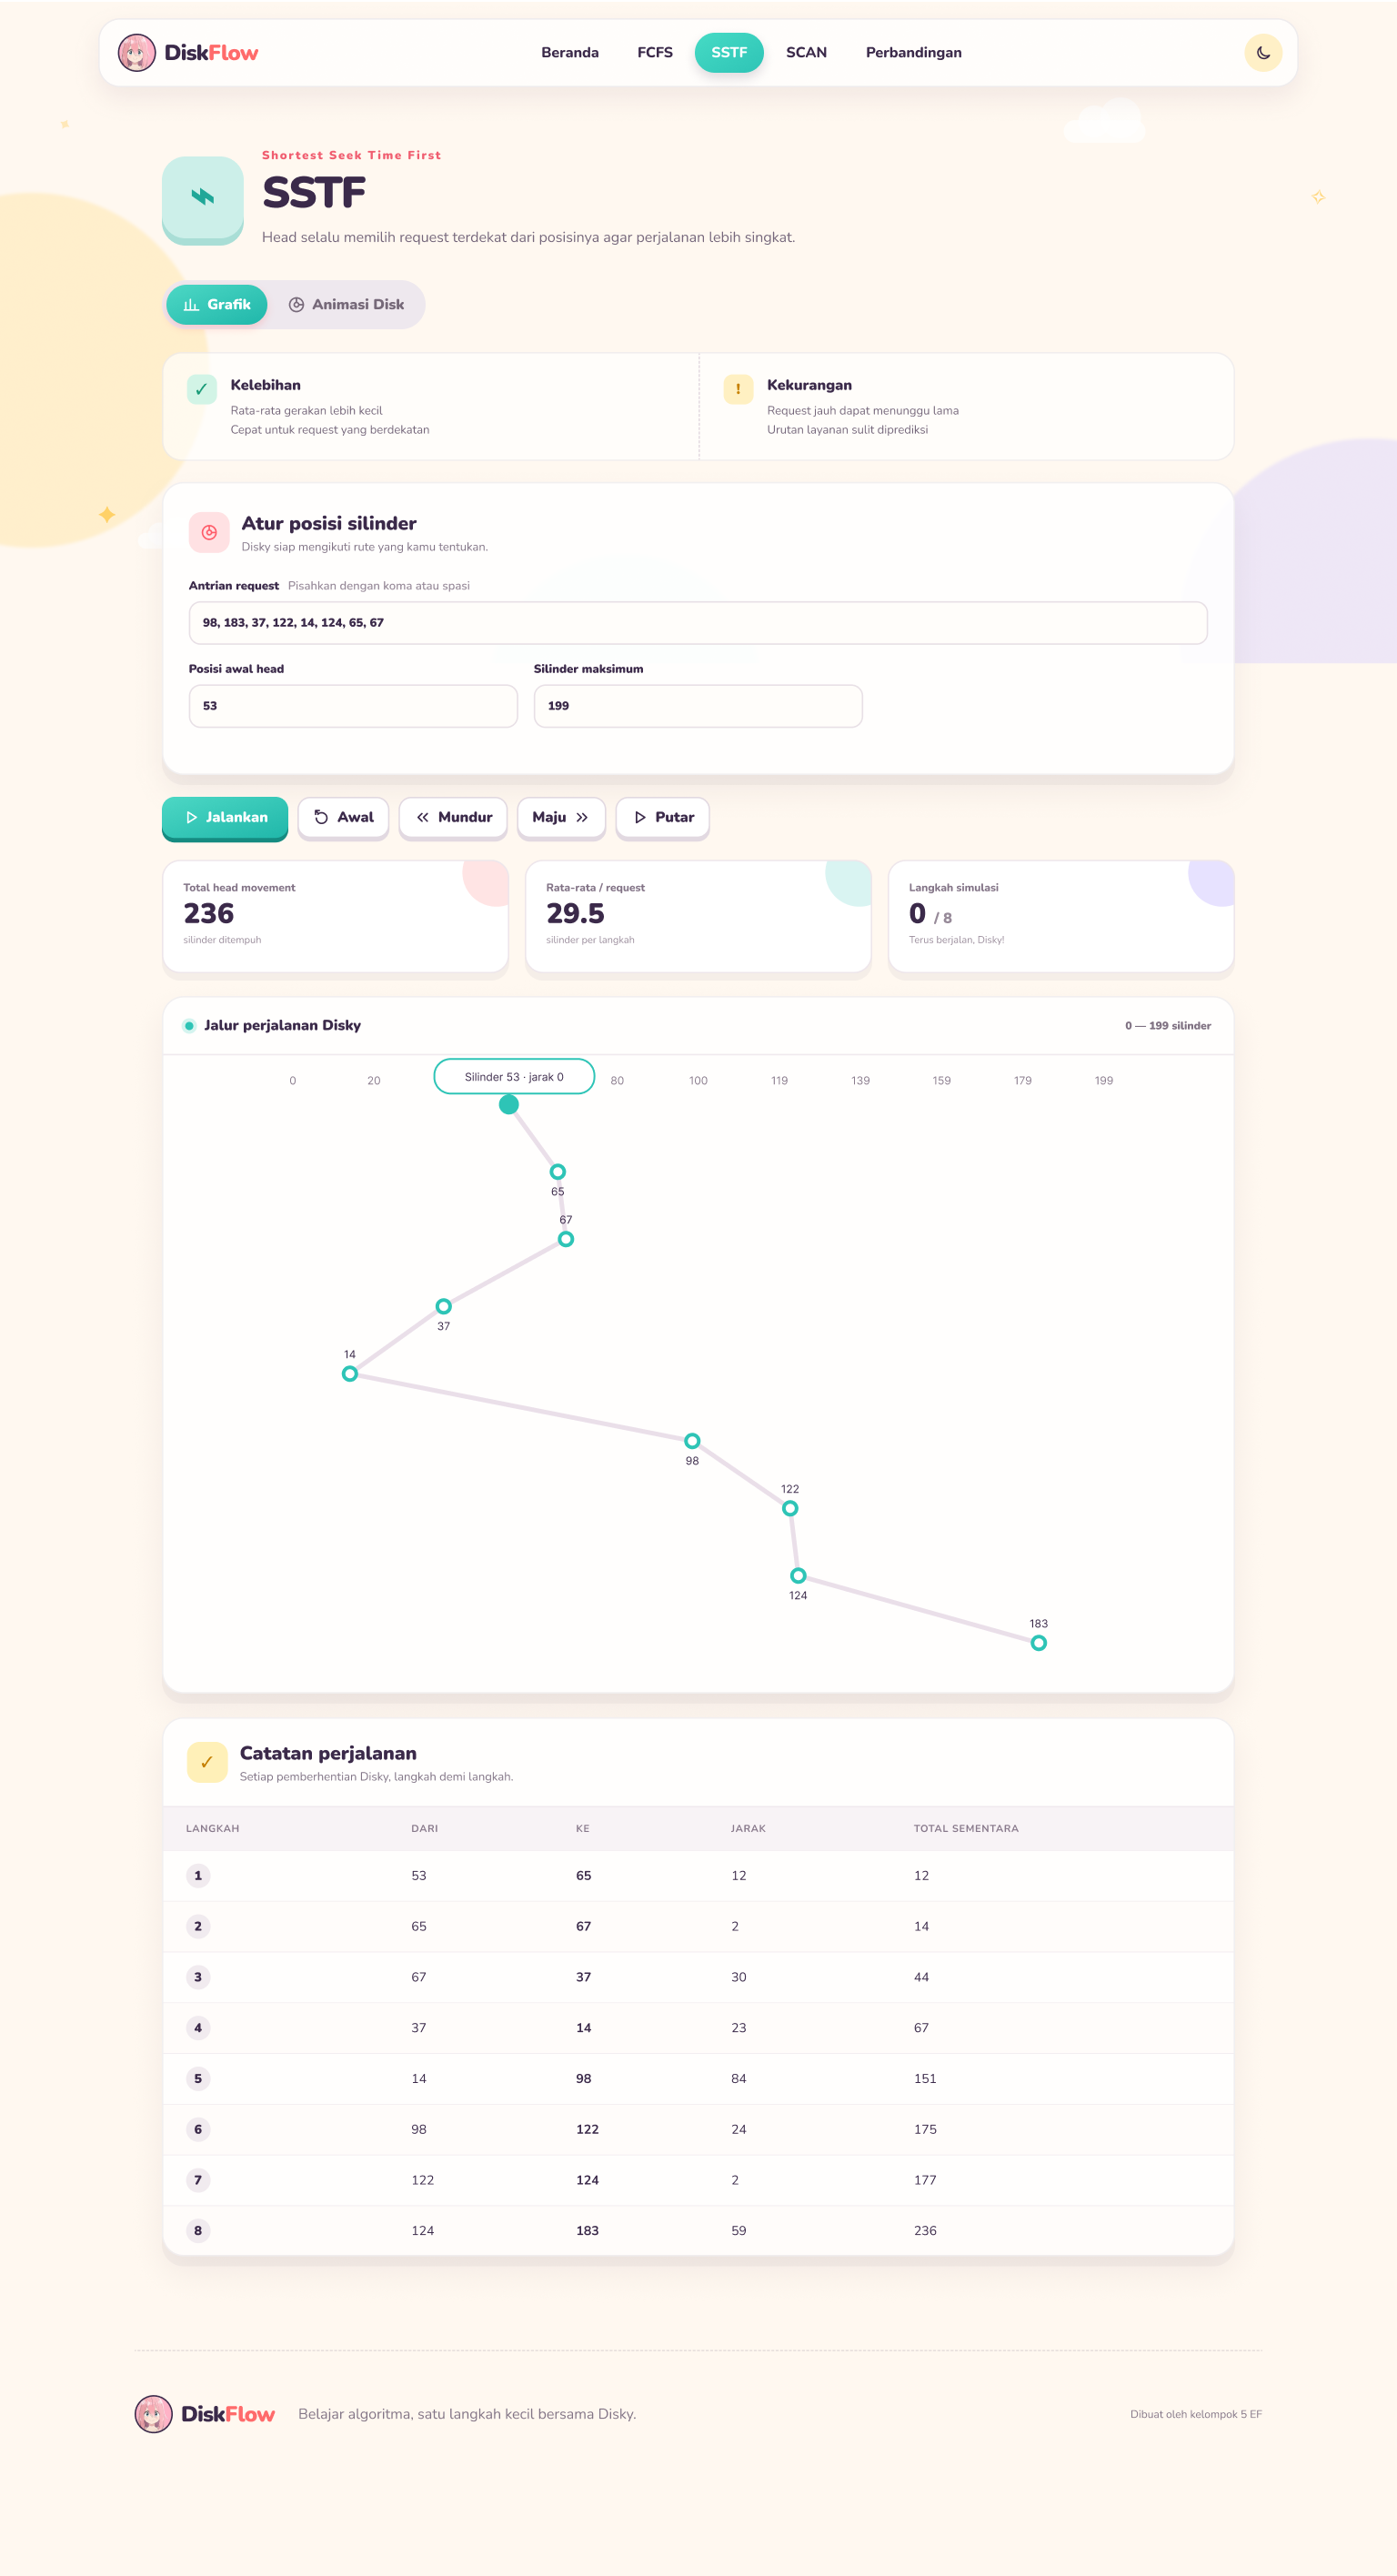 DiskFlow
Beranda FCFS SSTF SCAN Perbandingan
Shortest Seek Time First
SSTF
Head selalu memilih request terdekat dari posisinya agar perjalanan lebih singkat.
Grafik Animasi Disk
Kelebihan
Rata-rata gerakan lebih kecil
Cepat untuk request yang berdekatan
Kekurangan
Request jauh dapat menunggu lama
Urutan layanan sulit diprediksi
Atur posisi silinder
Disky siap mengikuti rute yang kamu tentukan.
Antrian request Pisahkan dengan koma atau spasi
98, 183, 37, 122, 14, 124, 65, 67
Posisi awal head Silinder maksimum
53 199
Jalankan Awal Mundur Maju Putar
Total head movement
236
silinder ditempuh
Rata-rata / request
29.5
silinder per langkah
Langkah simulasi
0 / 8
Terus berjalan, Disky!
Jalur perjalanan Disky 0 — 199 silinder
0 20 Silinder 53 · jarak 0 80 100 119 139 159 179 199
65
67
37
14
98
122
124
183
Catatan perjalanan
Setiap pemberhentian Disky, langkah demi langkah.
LANGKAH DARI KE JARAK TOTAL SEMENTARA
1 53 65 12 12
2 65 67 2 14
3 67 37 30 44
4 37 14 23 67
5 14 98 84 151
6 98 122 24 175
7 122 124 2 177
8 124 183 59 236
DiskFlow Belajar algoritma, satu langkah kecil bersama Disky. Dibuat oleh kelompok 5 EF